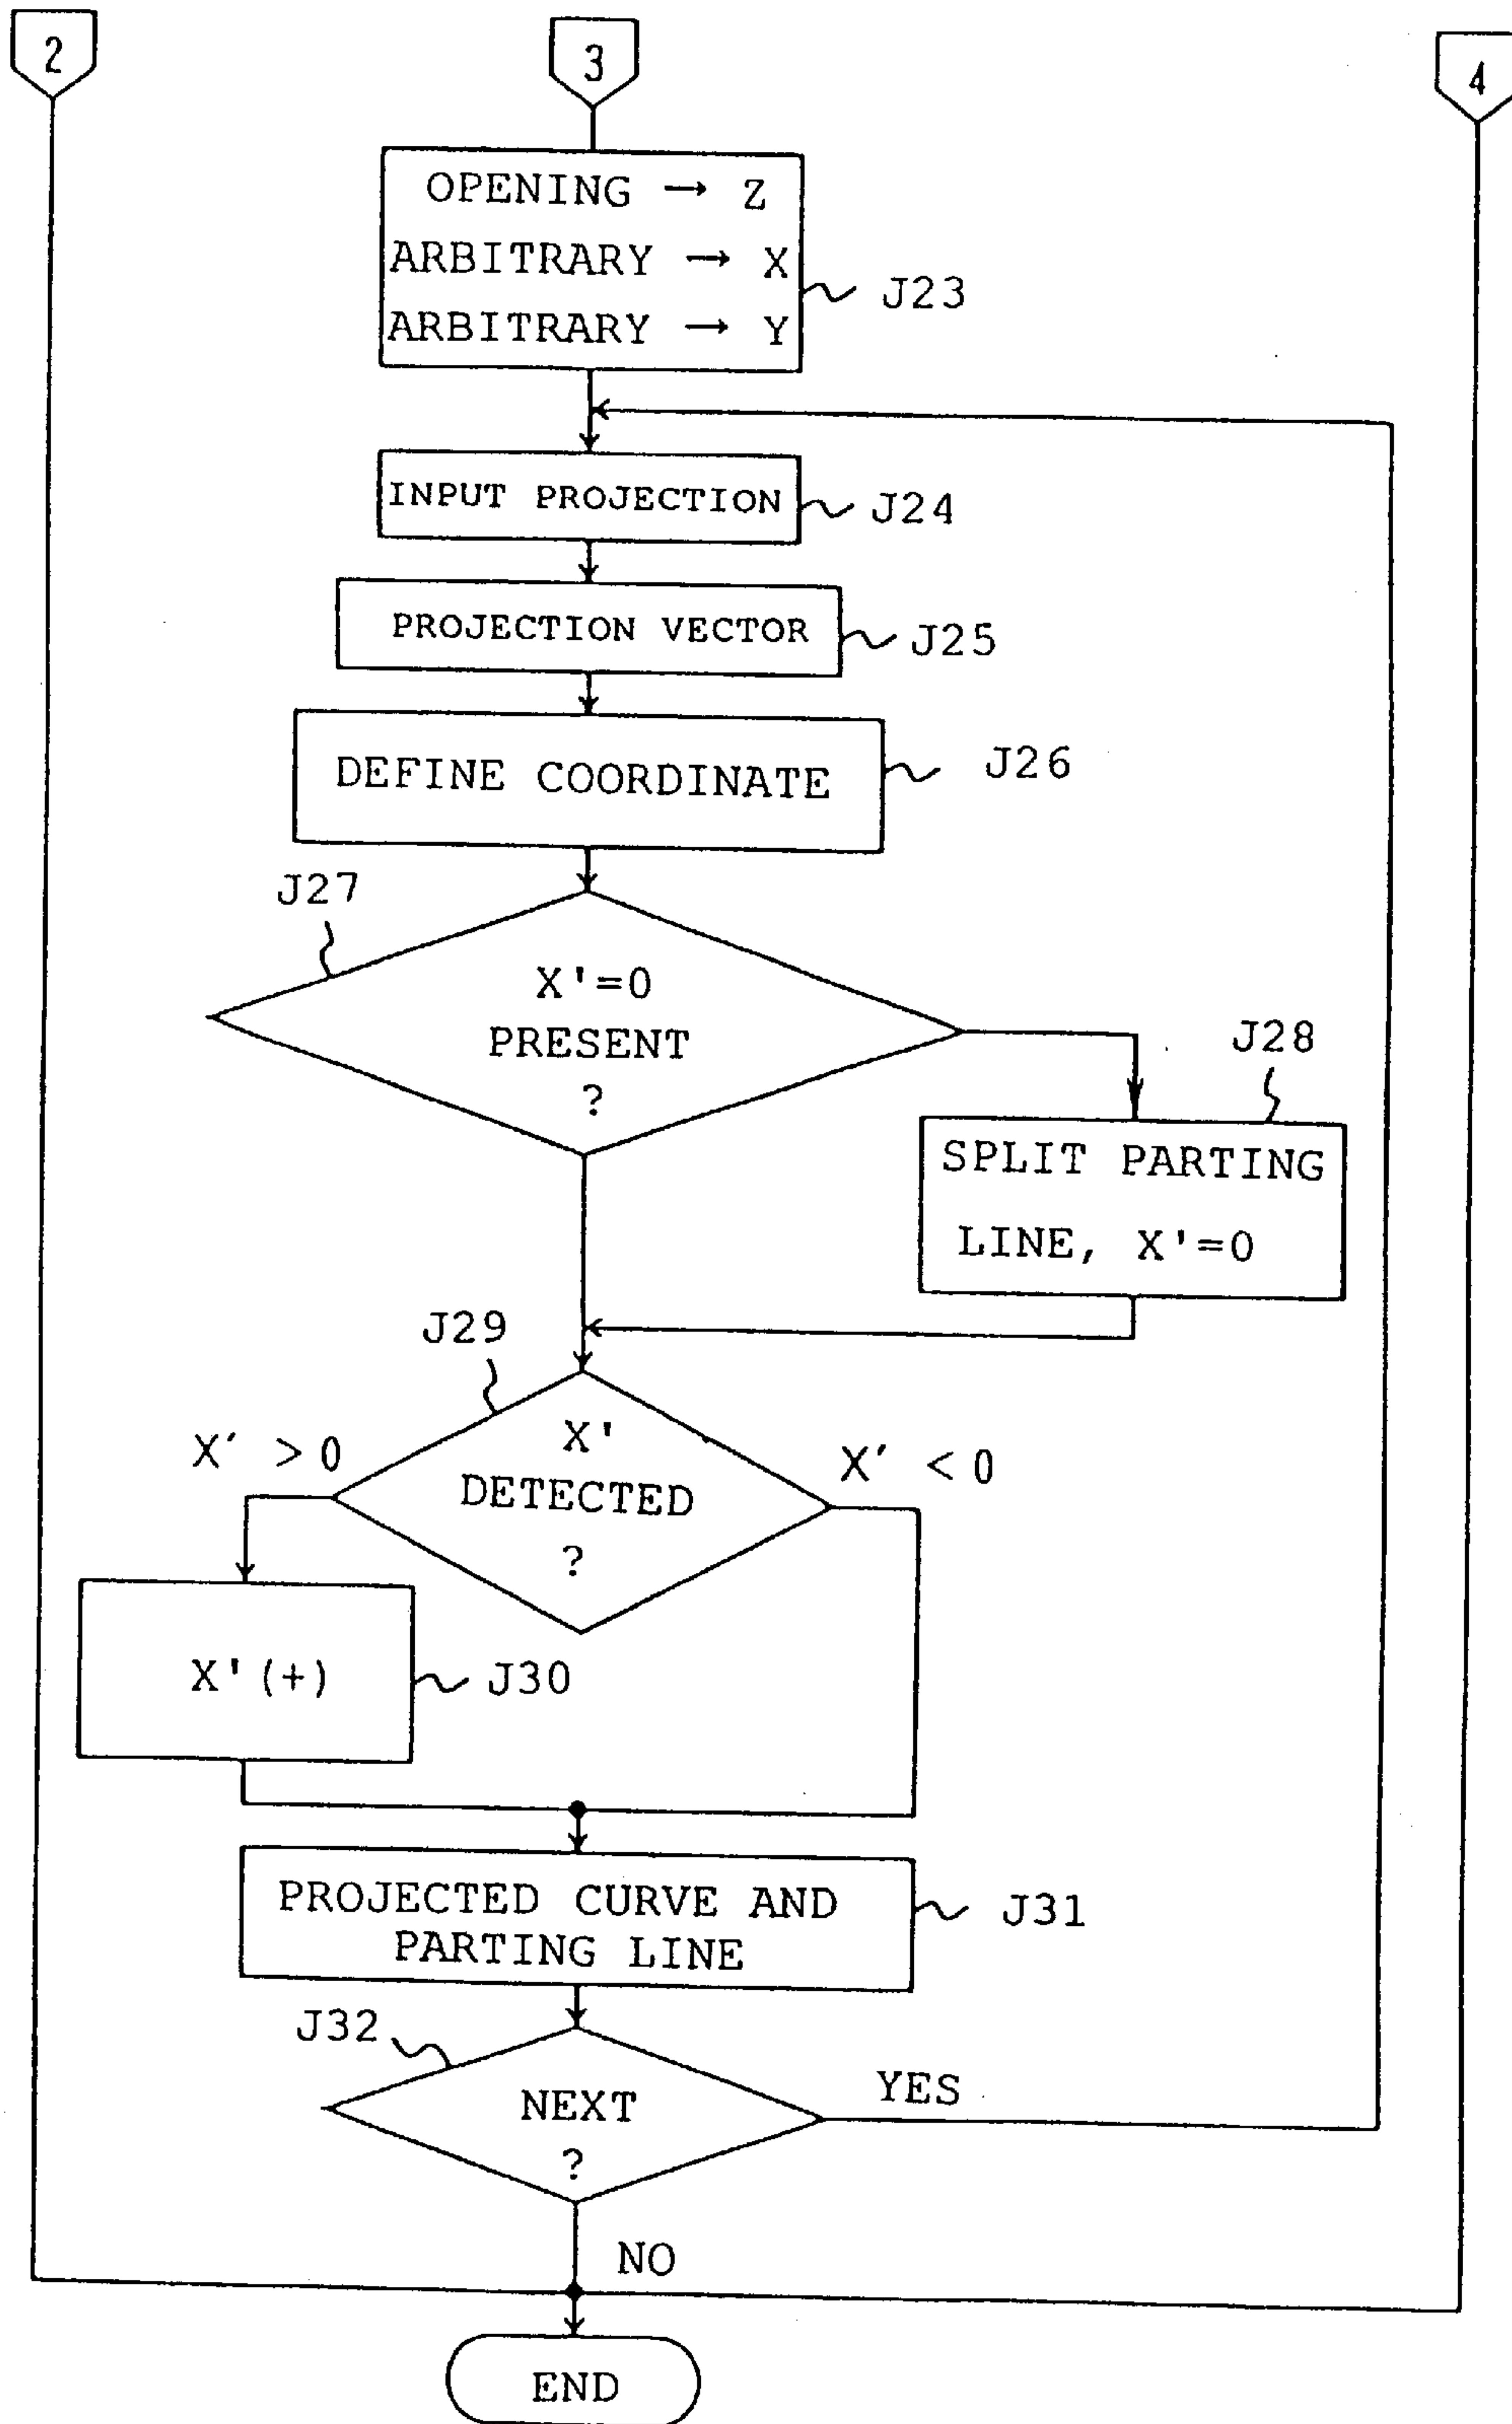 2
3
4
OPENING → Z
ARBITRARY → X
ARBITRARY → Y
J23
INPUT PROJECTION
J24
PROJECTION VECTOR
J25
DEFINE COORDINATE
J26
J27
X'=0
PRESENT
?
J28
SPLIT PARTING
LINE, X'=0
J29
X'
DETECTED
?
X' > 0
X' < 0
X'(+)
J30
PROJECTED CURVE AND
PARTING LINE
J31
J32
NEXT
?
YES
NO
END